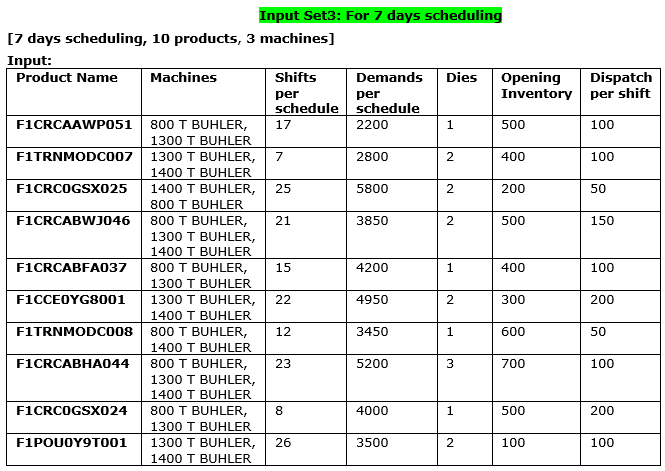 Input Set3: For 7 days scheduling
[7 days scheduling, 10 products, 3 machines]
Input:
Product Name Machines Shifts per schedule Demands per schedule Dies Opening Inventory Dispatch per shift
F1CRCAAWP051 800 T BUHLER, 1300 T BUHLER 17 2200 1 500 100
F1TRNMODC007 1300 T BUHLER, 1400 T BUHLER 7 2800 2 400 100
F1CRC0GSX025 1400 T BUHLER, 800 T BUHLER 25 5800 2 200 50
F1CRCABWJ046 800 T BUHLER, 1300 T BUHLER, 1400 T BUHLER 21 3850 2 500 150
F1CRCABFA037 800 T BUHLER, 1300 T BUHLER 15 4200 1 400 100
F1CCE0YG8001 1300 T BUHLER, 1400 T BUHLER 22 4950 2 300 200
F1TRNMODC008 800 T BUHLER, 1400 T BUHLER 12 3450 1 600 50
F1CRCABHA044 800 T BUHLER, 1300 T BUHLER, 1400 T BUHLER 23 5200 3 700 100
F1CRC0GSX024 800 T BUHLER, 1300 T BUHLER 8 4000 1 500 200
F1POU0Y9T001 1300 T BUHLER, 1400 T BUHLER 26 3500 2 100 100